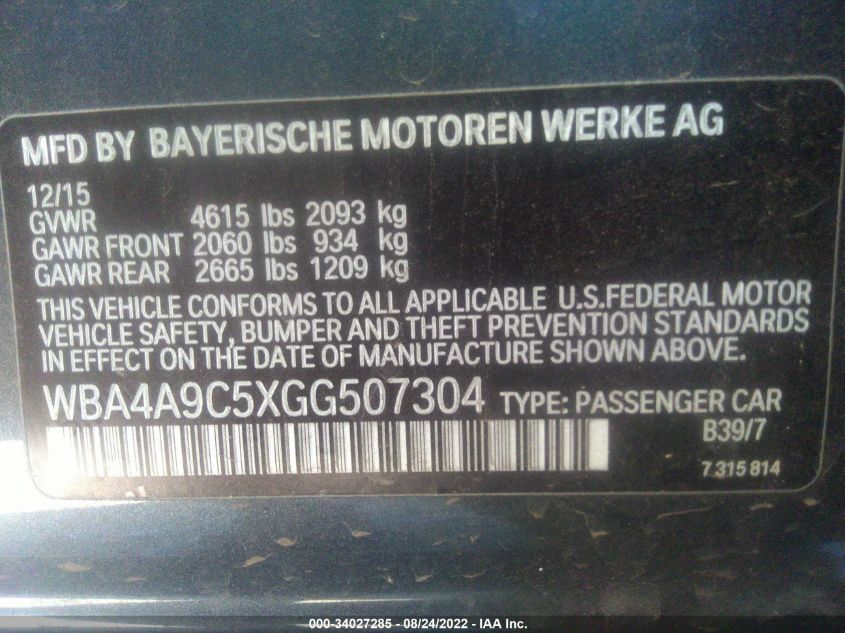 MFD BY BAYERISCHE MOTOREN WERKE AG
12/15
GVWR 4615 lbs 2093 kg
GAWR FRONT 2060 lbs 934 kg
GAWR REAR 2665 lbs 1209 kg
THIS VEHICLE CONFORMS TO ALL APPLICABLE U.S.FEDERAL MOTOR
VEHICLE SAFETY, BUMPER AND THEFT PREVENTION STANDARDS
IN EFFECT ON THE DATE OF MANUFACTURE SHOWN ABOVE.
WBA4A9C5XGG507304 TYPE: PASSENGER CAR
B39/7
7 315 814
000-34027285 - 08/24/2022 - IAA Inc.